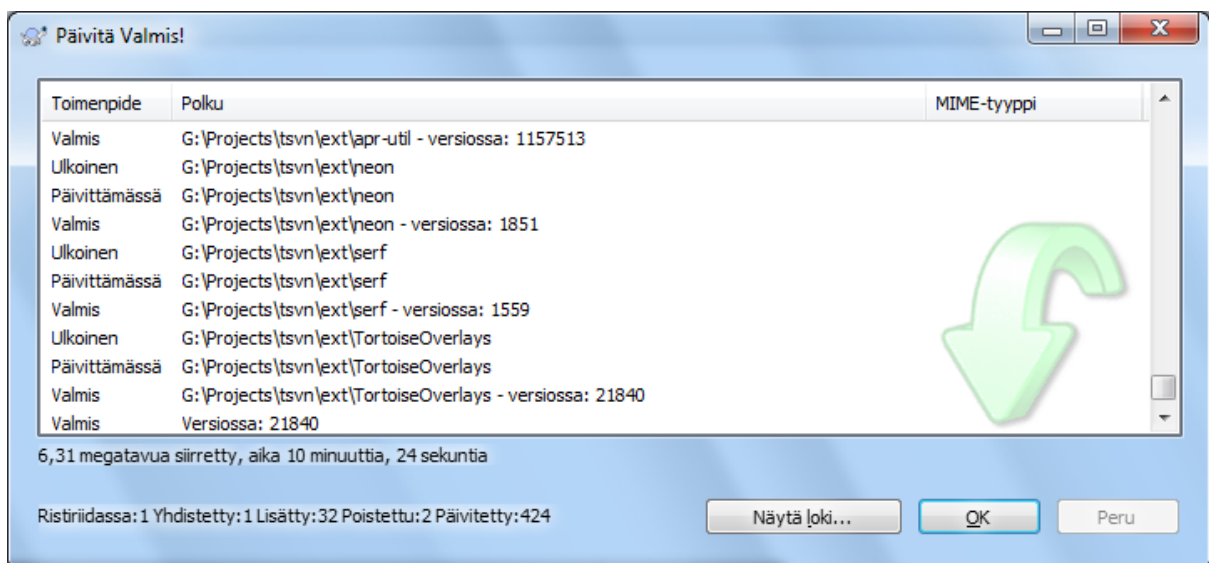 Päivitä Valmis!
Toimenpide Polku MIME-tyyppi
Valmis G:\Projects\tsvn\ext\apr-util - versiossa: 1157513
Ulkoinen G:\Projects\tsvn\ext\neon
Päivittämässä G:\Projects\tsvn\ext\neon
Valmis G:\Projects\tsvn\ext\neon - versiossa: 1851
Ulkoinen G:\Projects\tsvn\ext\serf
Päivittämässä G:\Projects\tsvn\ext\serf
Valmis G:\Projects\tsvn\ext\serf - versiossa: 1559
Ulkoinen G:\Projects\tsvn\ext\TortoiseOverlays
Päivittämässä G:\Projects\tsvn\ext\TortoiseOverlays
Valmis G:\Projects\tsvn\ext\TortoiseOverlays - versiossa: 21840
Valmis Versiossa: 21840
6,31 megatavua siirretty, aika 10 minuuttia, 24 sekuntia
Ristiriidassa:1 Yhdistetty:1 Lisätty:32 Poistettu:2 Päivitetty:424 Näytä loki... OK Peru